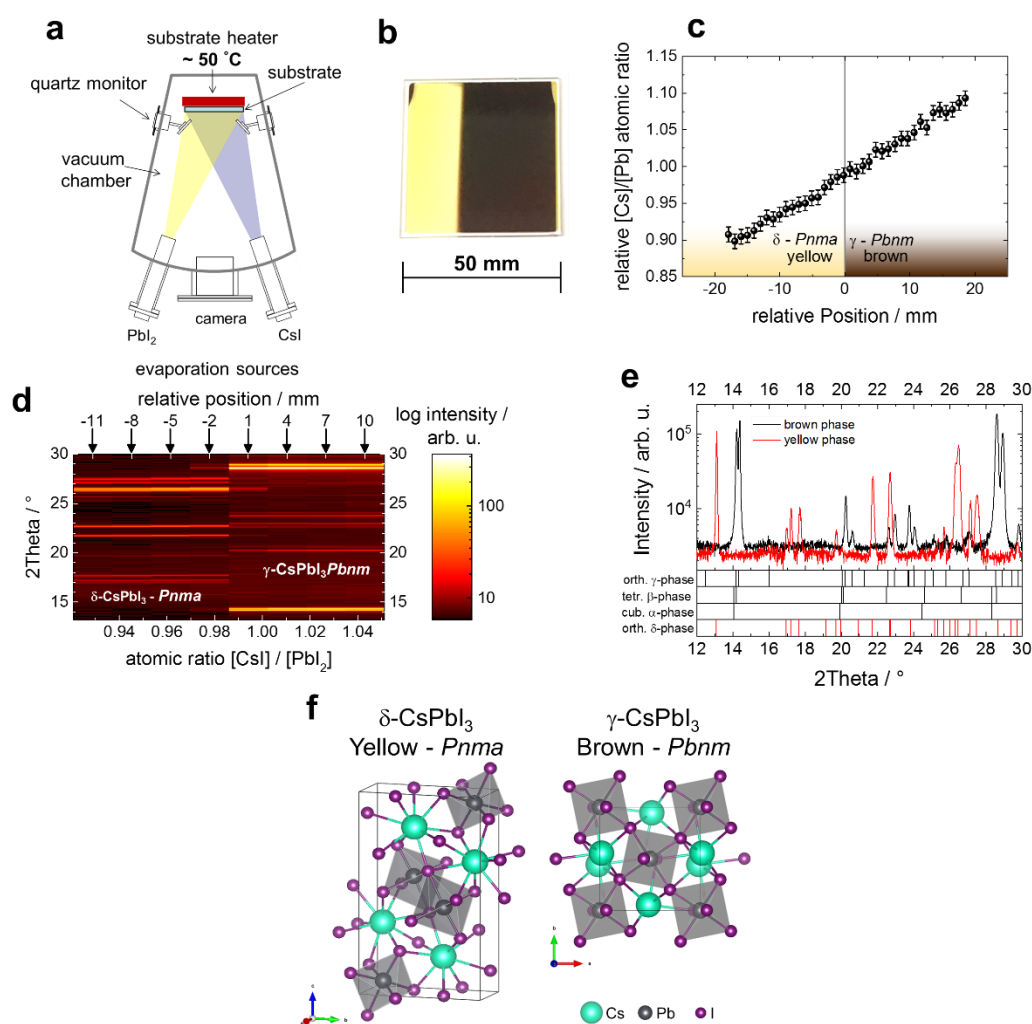 a
substrate heater
~ 50 °C
quartz monitor
substrate
vacuum
chamber
camera
PbI₂
CsI
evaporation sources
b
50 mm
c
relative [Cs]/[Pb] atomic ratio
1.15
1.10
1.05
1.00
0.95
0.90
0.85
δ - Pnma
yellow
γ - Pbnm
brown
-20 -10 0 10 20
relative Position / mm
d
relative position / mm
-11 -8 -5 -2 1 4 7 10
log intensity /
arb. u.
2Theta / °
30
25
20
15
30
25
20
15
100
10
δ-CsPbI₃ - Pnma
γ-CsPbI₃Pbnm
0.94 0.96 0.98 1.00 1.02 1.04
atomic ratio [CsI] / [PbI₂]
e
12 14 16 18 20 22 24 26 28 30
brown phase
yellow phase
Intensity / arb. u.
10⁵
10⁴
orth. γ-phase
tetr. β-phase
cub. α-phase
orth. δ-phase
12 14 16 18 20 22 24 26 28 30
2Theta / °
f
δ-CsPbI₃
Yellow - Pnma
γ-CsPbI₃
Brown - Pbnm
c
b
b
a
Cs Pb I